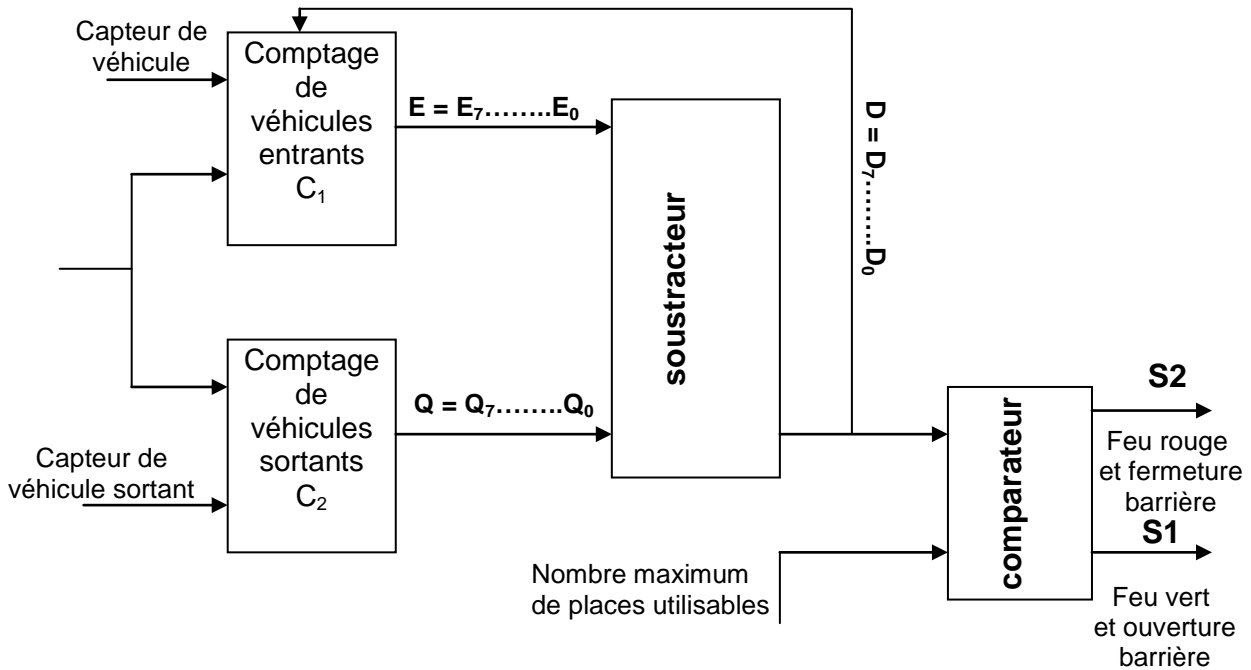 Capteur de
véhicule
Comptage
de
véhicules
entrants
C₁
E = E₇……..E₀
soustracteur
D = D₇………D₀
Comptage
de
véhicules
sortants
C₂
Q = Q₇……..Q₀
Capteur de
véhicule sortant
Nombre maximum
de places utilisables
comparateur
S2
Feu rouge
et fermeture
barrière
S1
Feu vert
et ouverture
barrière